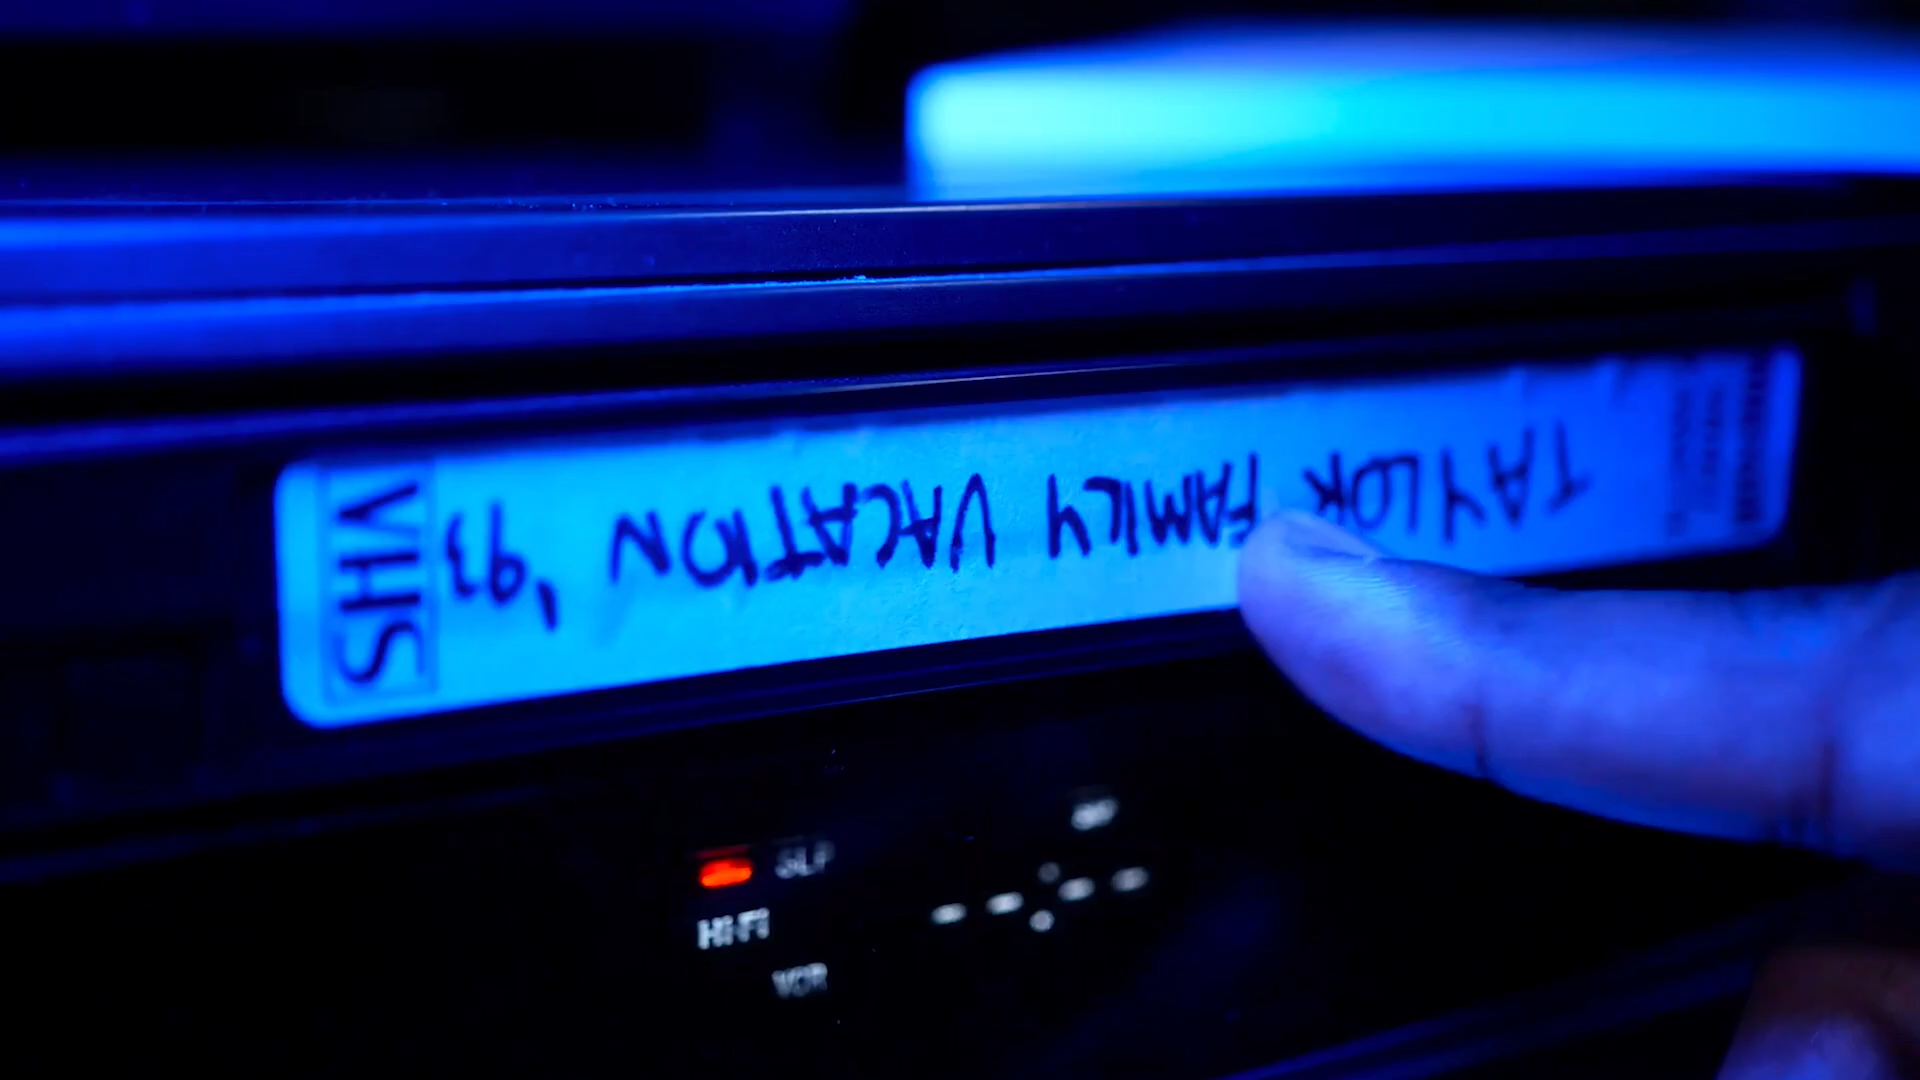 TAYLOR FAMILY VACATION '93
VHS
SLP
Hi-Fi
VCR